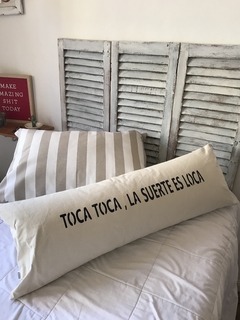 MAKE
AMAZING
SHIT
TODAY
TOCA TOCA, LA SUERTE ES LOCA